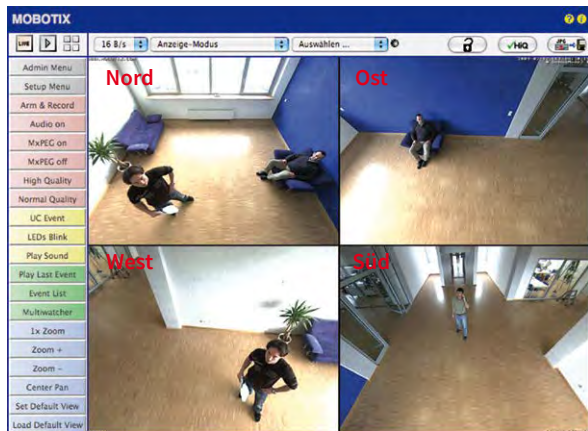 MOBOTIX
LIVE
16 B/s
Anzeige-Modus
Auswählen ...
HiQ
Admin Menu
Setup Menu
Arm & Record
Audio on
MxPEG on
MxPEG off
High Quality
Normal Quality
UC Event
LEDs Blink
Play Sound
Play Last Event
Event List
Multiwatcher
1x Zoom
Zoom +
Zoom -
Center Pan
Set Default View
Load Default View
Nord
Ost
West
Süd